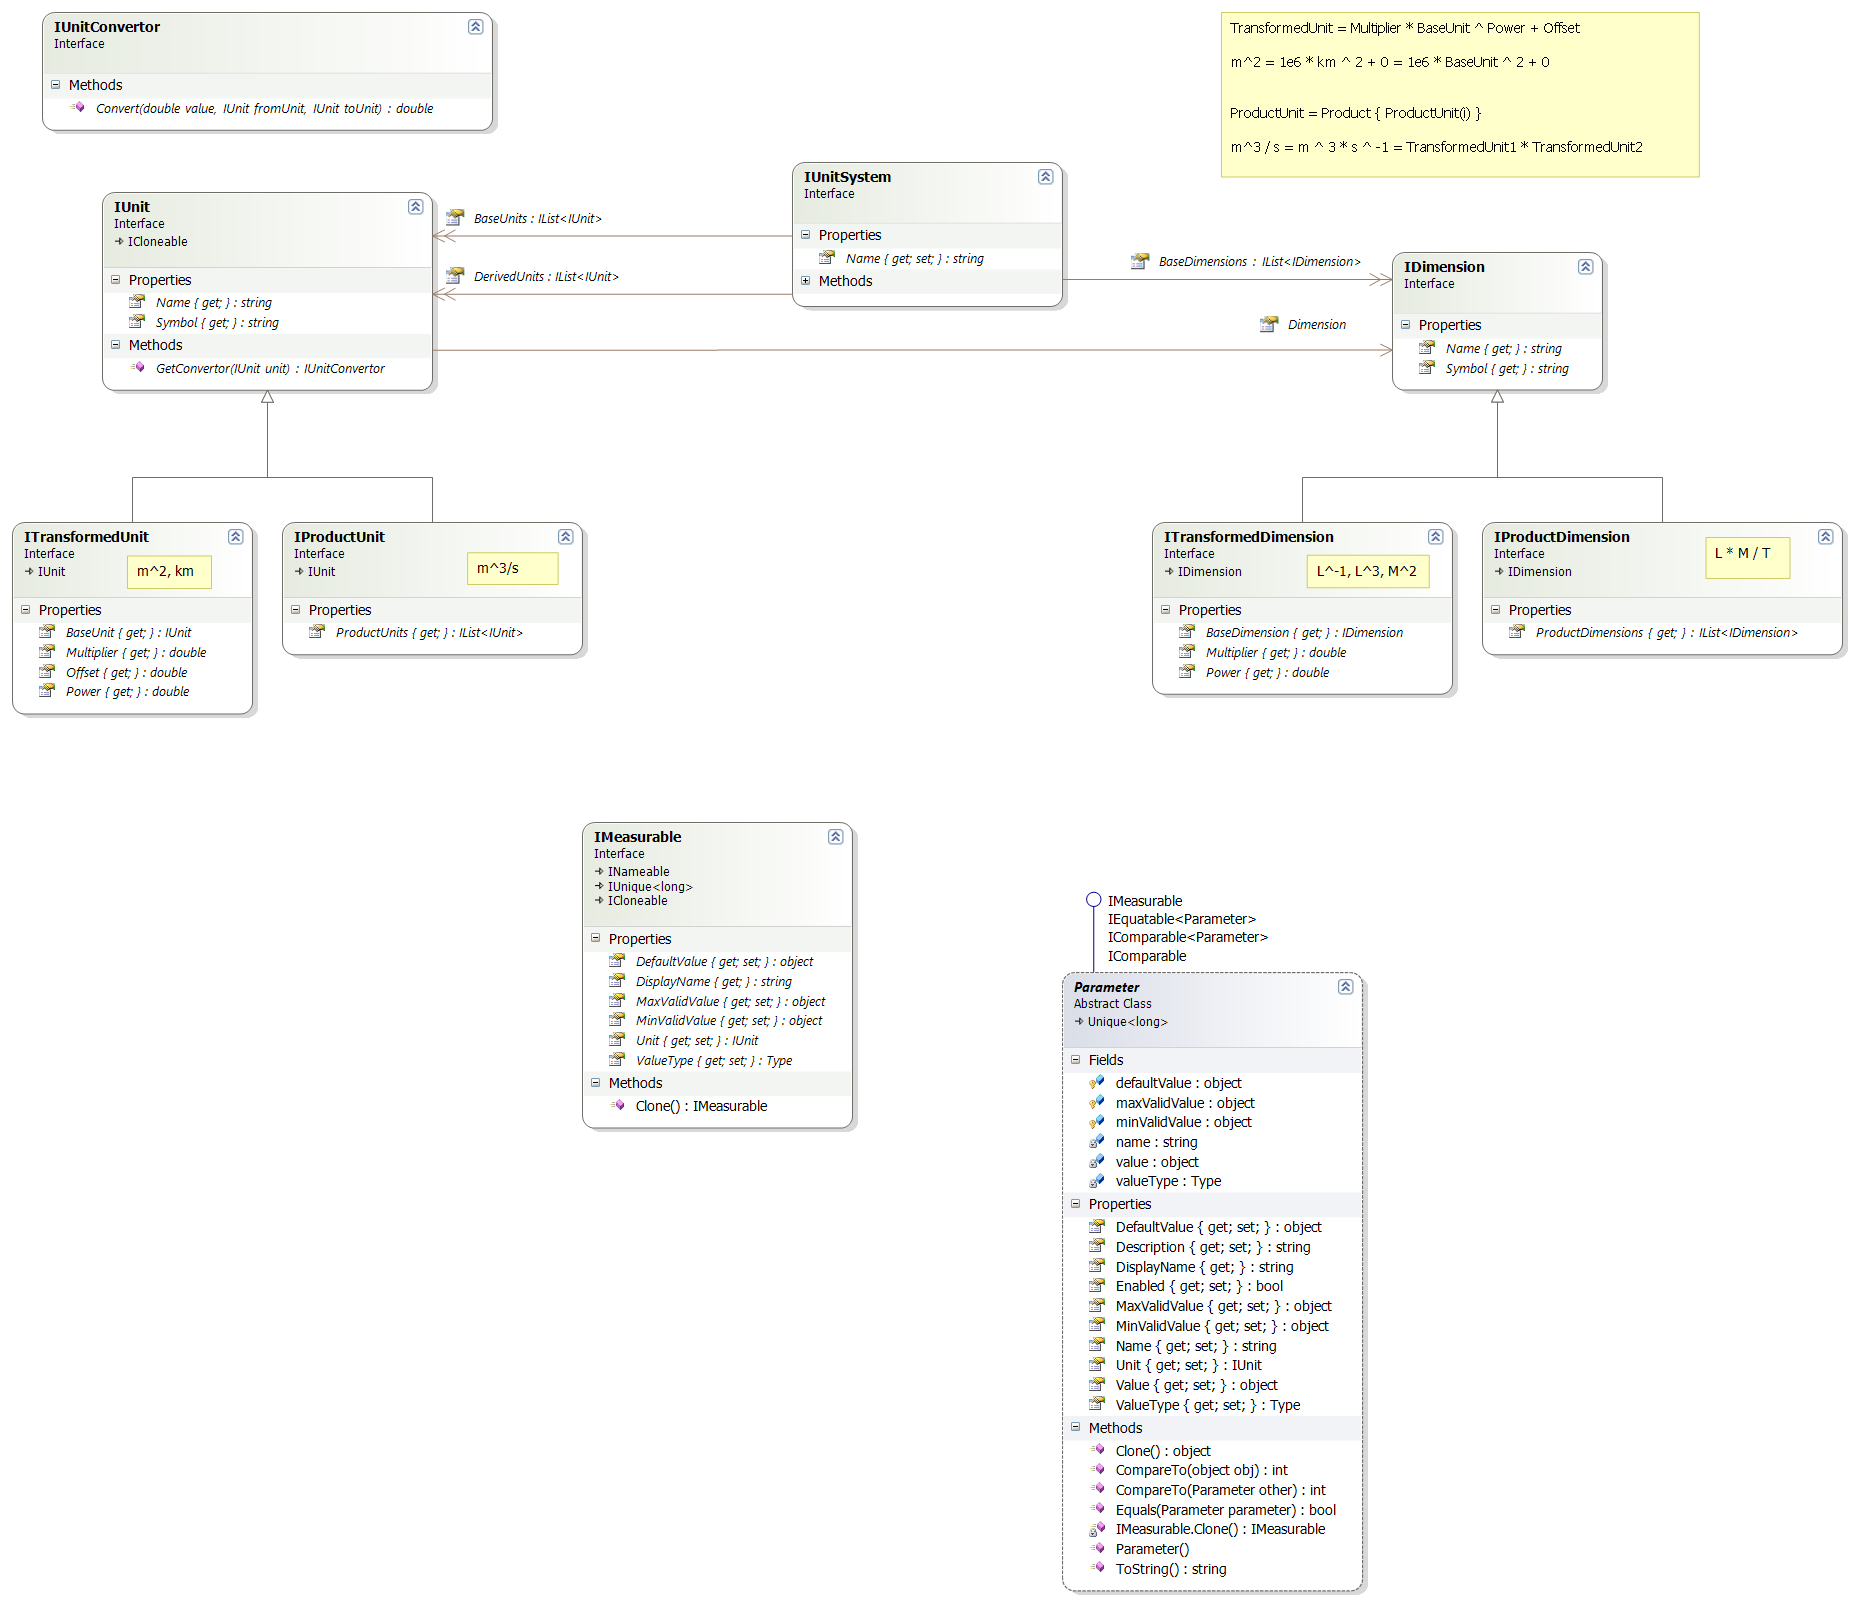 IUnitConvertor
Interface
Methods
Convert(double value, IUnit fromUnit, IUnit toUnit) : double
TransformedUnit = Multiplier * BaseUnit ^ Power + Offset
m^2 = 1e6 * km ^ 2 + 0 = 1e6 * BaseUnit ^ 2 + 0
ProductUnit = Product { ProductUnit(i) }
m^3 / s = m ^ 3 * s ^ -1 = TransformedUnit1 * TransformedUnit2
IUnit
Interface
ICloneable
Properties
Name { get; } : string
Symbol { get; } : string
Methods
GetConvertor(IUnit unit) : IUnitConvertor
BaseUnits : IList<IUnit>
DerivedUnits : IList<IUnit>
IUnitSystem
Interface
Properties
Name { get; set; } : string
Methods
BaseDimensions : IList<IDimension>
Dimension
IDimension
Interface
Properties
Name { get; } : string
Symbol { get; } : string
ITransformedUnit
Interface
IUnit
m^2, km
Properties
BaseUnit { get; } : IUnit
Multiplier { get; } : double
Offset { get; } : double
Power { get; } : double
IProductUnit
Interface
IUnit
m^3/s
Properties
ProductUnits { get; } : IList<IUnit>
ITransformedDimension
Interface
IDimension
L^-1, L^3, M^2
Properties
BaseDimension { get; } : IDimension
Multiplier { get; } : double
Power { get; } : double
IProductDimension
Interface
IDimension
L * M / T
Properties
ProductDimensions { get; } : IList<IDimension>
IMeasurable
Interface
INameable
IUnique<long>
ICloneable
Properties
DefaultValue { get; set; } : object
DisplayName { get; } : string
MaxValidValue { get; set; } : object
MinValidValue { get; set; } : object
Unit { get; set; } : IUnit
ValueType { get; set; } : Type
Methods
Clone() : IMeasurable
IMeasurable
IEquatable<Parameter>
IComparable<Parameter>
IComparable
Parameter
Abstract Class
Unique<long>
Fields
defaultValue : object
maxValidValue : object
minValidValue : object
name : string
value : object
valueType : Type
Properties
DefaultValue { get; set; } : object
Description { get; set; } : string
DisplayName { get; } : string
Enabled { get; set; } : bool
MaxValidValue { get; set; } : object
MinValidValue { get; set; } : object
Name { get; set; } : string
Unit { get; set; } : IUnit
Value { get; set; } : object
ValueType { get; set; } : Type
Methods
Clone() : object
CompareTo(object obj) : int
CompareTo(Parameter other) : int
Equals(Parameter parameter) : bool
IMeasurable.Clone() : IMeasurable
Parameter()
ToString() : string